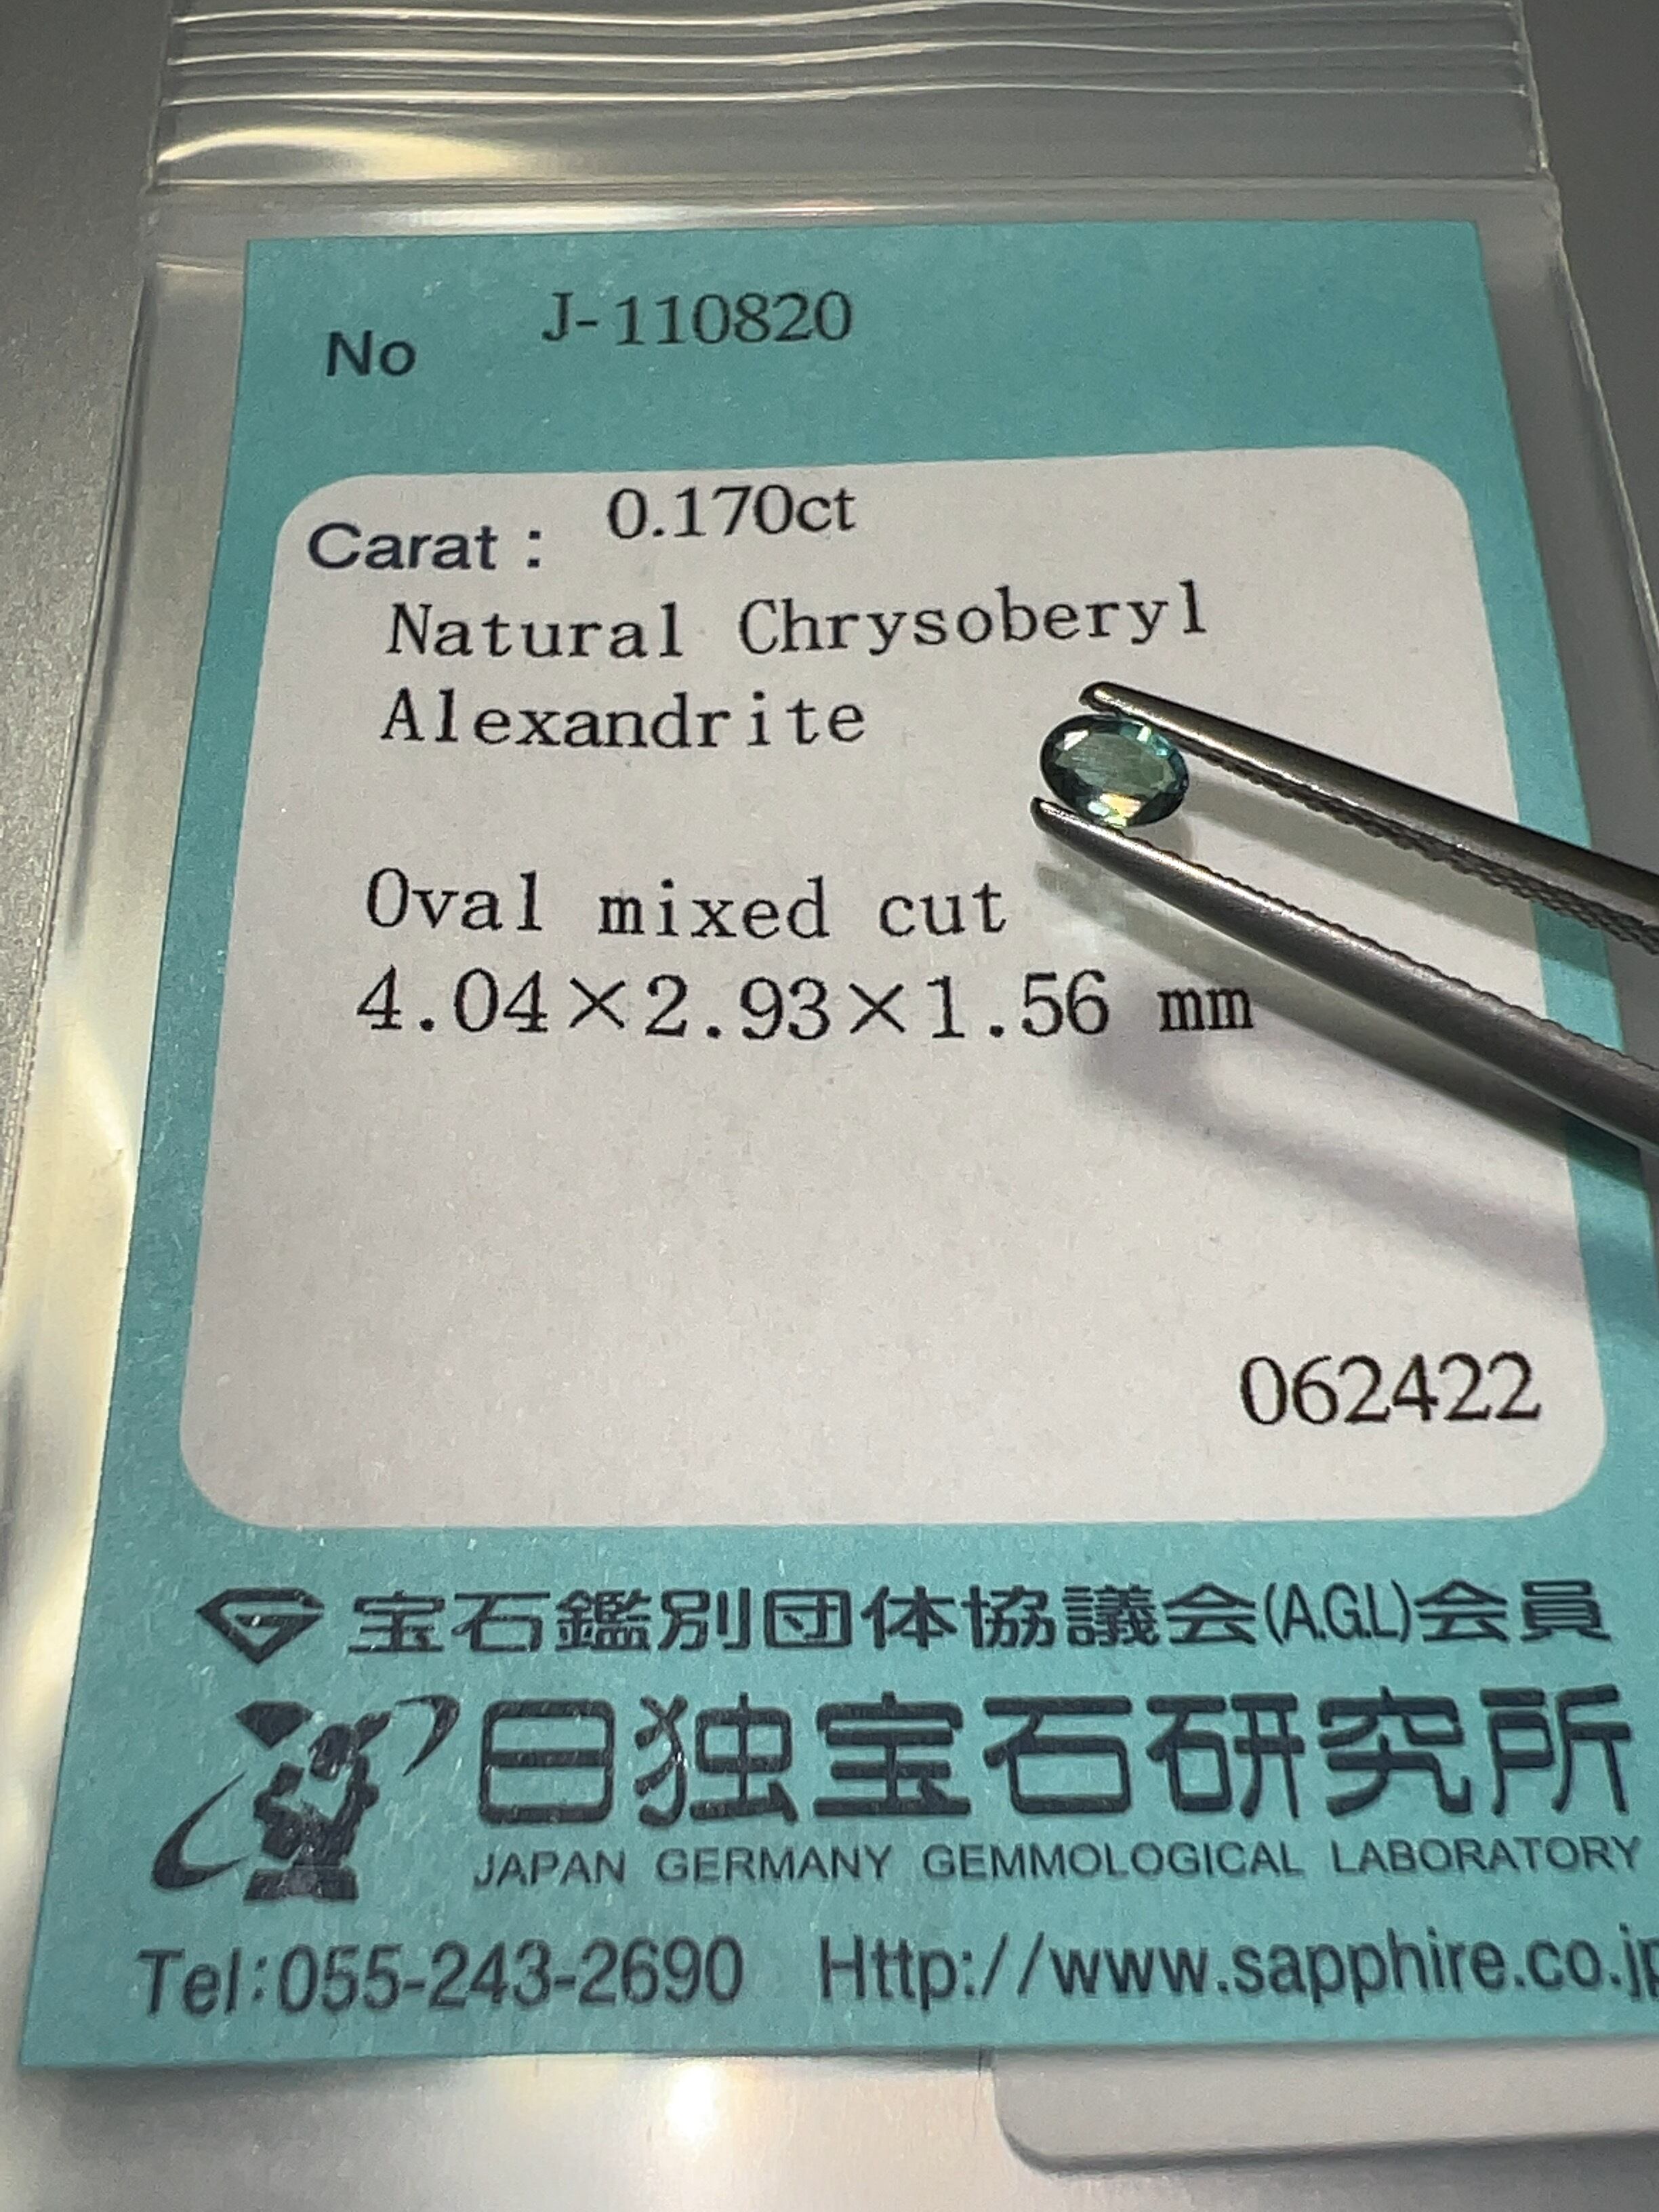 No J-110820
Carat : 0.170ct
Natural Chrysoberyl
Alexandrite
Oval mixed cut
4.04×2.93×1.56 mm
062422
宝石鑑別団体協議会(A.G.L)会員
日独宝石研究所
JAPAN GERMANY GEMMOLOGICAL LABORATORY
Tel:055-243-2690 Http://www.sapphire.co.jp